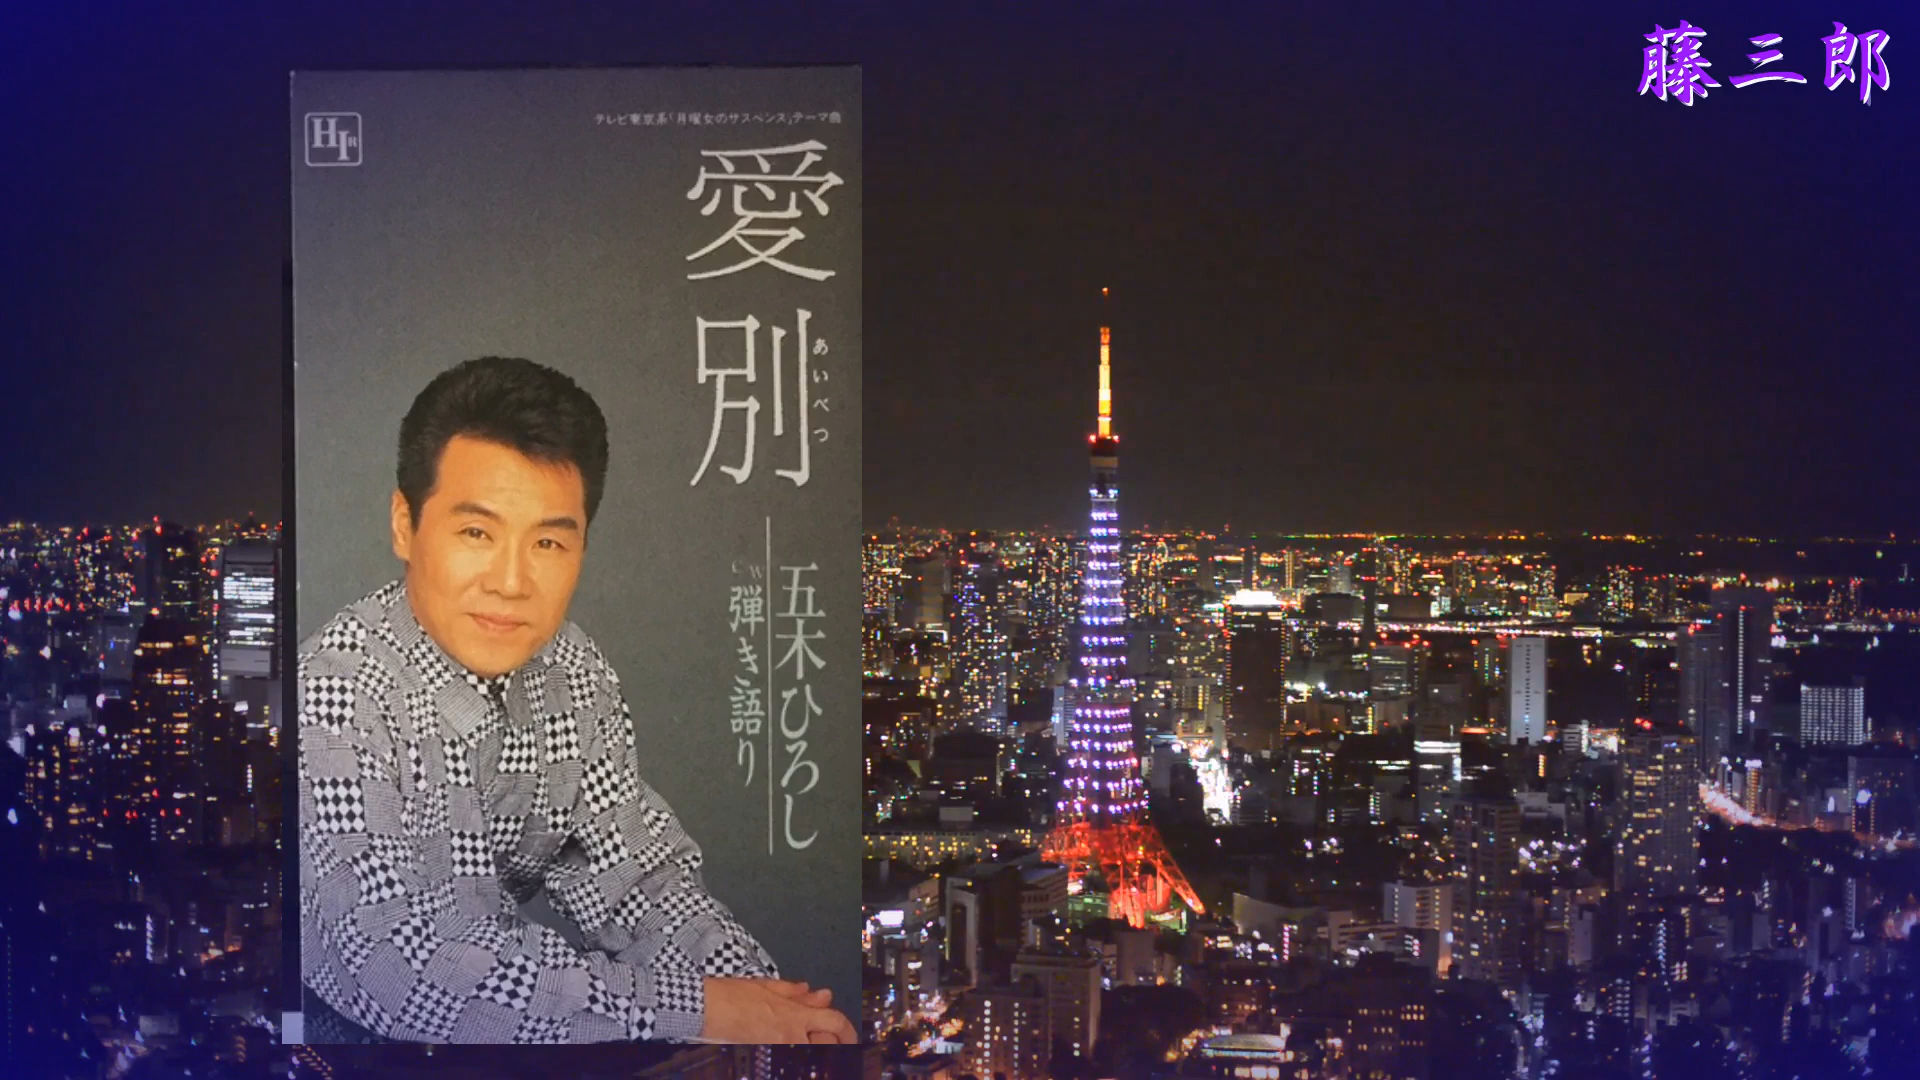 藤三郎
HIR
テレビ東京系「月曜女のサスペンス」テーマ曲
愛別
あいべつ
五木ひろし
C/W
弾き語り